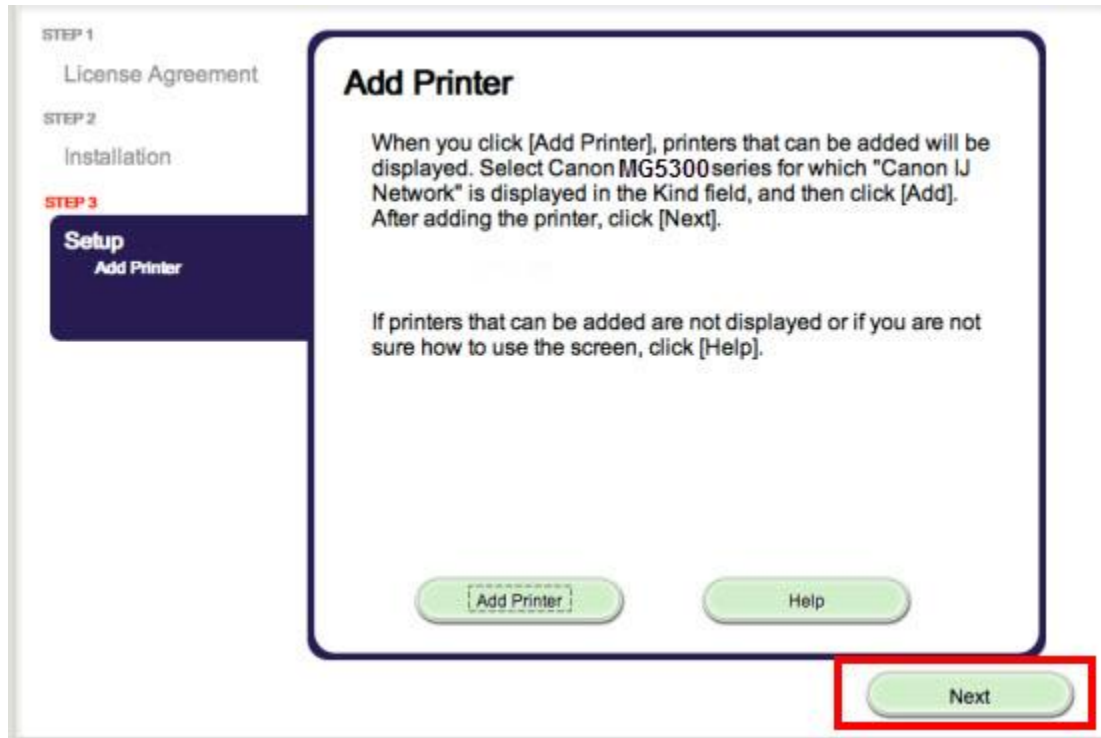 STEP 1
License Agreement
STEP 2
Installation
STEP 3
Setup
Add Printer
Add Printer
When you click [Add Printer], printers that can be added will be
displayed. Select Canon MG5300 series for which "Canon IJ
Network" is displayed in the Kind field, and then click [Add].
After adding the printer, click [Next].
If printers that can be added are not displayed or if you are not
sure how to use the screen, click [Help].
Add Printer
Help
Next